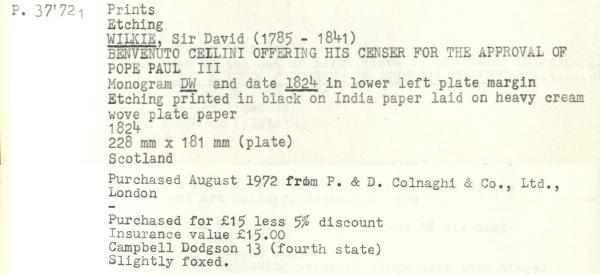 P. 37'72₁ Prints
Etching
WILKIE, Sir David (1785 - 1841)
BENVENUTO CELLINI OFFERING HIS CENSER FOR THE APPROVAL OF
POPE PAUL III
Monogram DW and date 1824 in lower left plate margin
Etching printed in black on India paper laid on heavy cream
wove plate paper
1824
228 mm x 181 mm (plate)
Scotland
Purchased August 1972 from P. & D. Colnaghi & Co., Ltd.,
London
-
Purchased for £15 less 5% discount
Insurance value £15.00
Campbell Dodgson 13 (fourth state)
Slightly foxed.